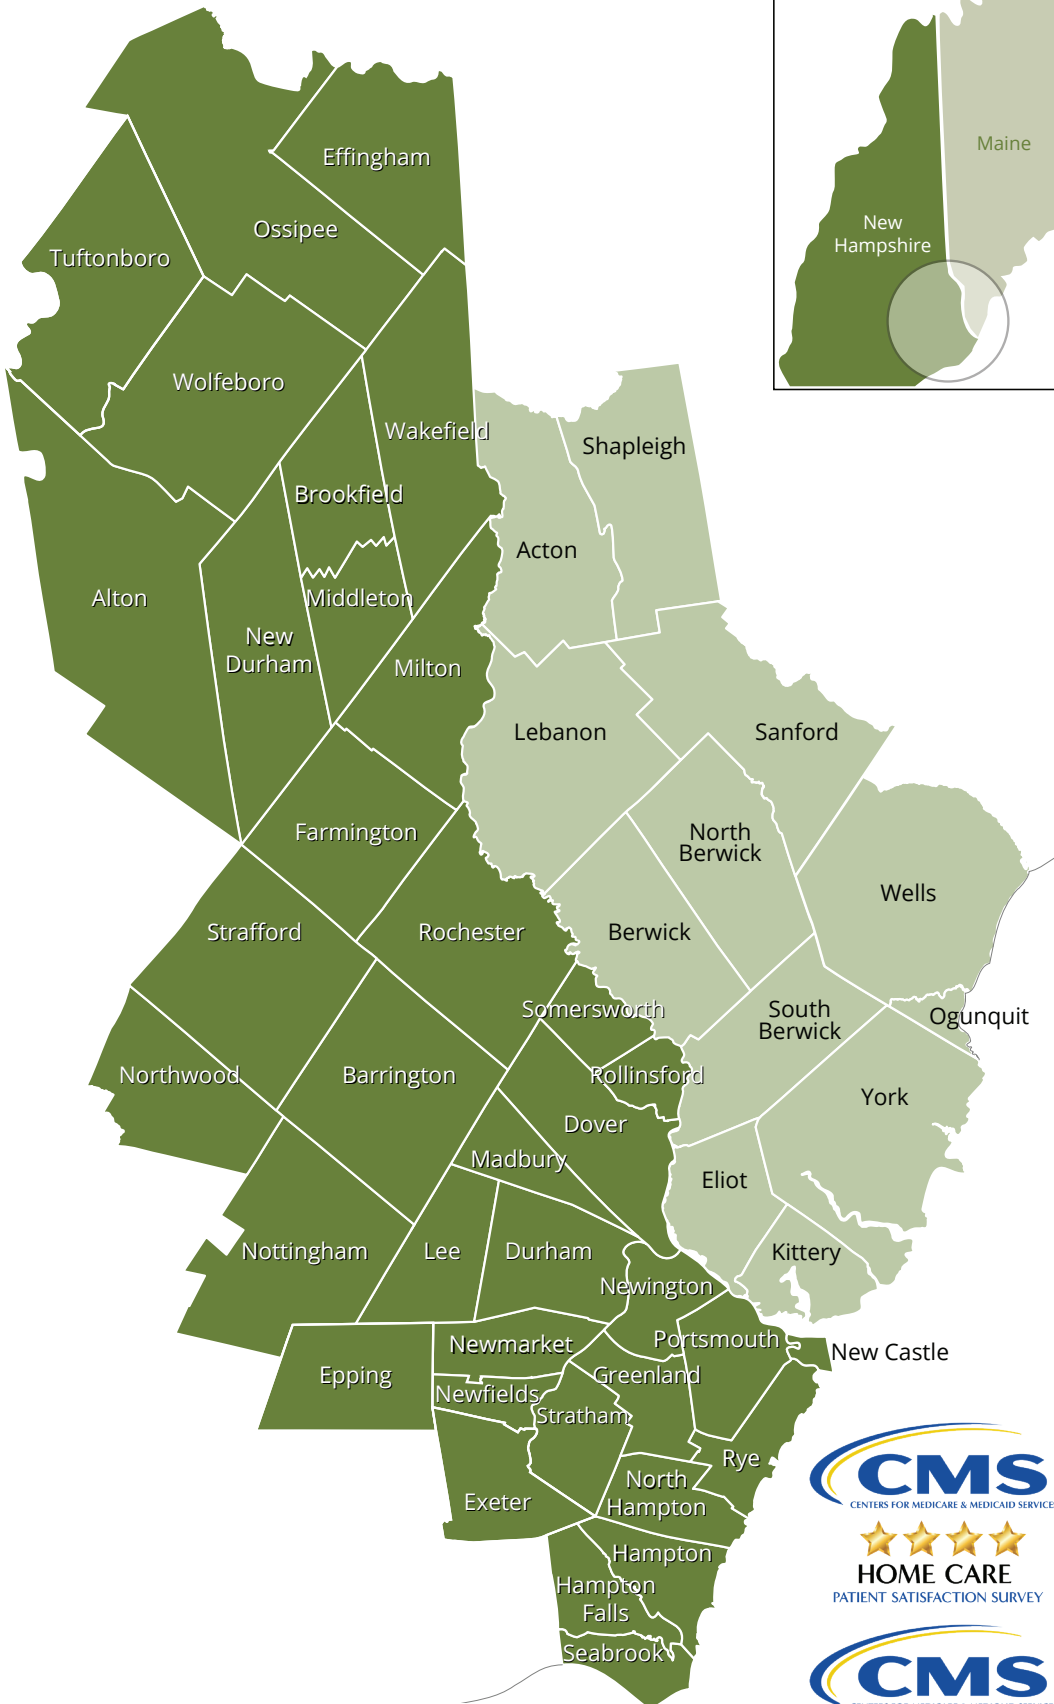 Maine
New
Hampshire
Effingham
Ossipee
Tuftonboro
Wolfeboro
Wakefield
Shapleigh
Brookfield
Acton
Alton
Middleton
New
Durham
Milton
Lebanon
Sanford
Farmington
North
Berwick
Wells
Strafford
Rochester
Berwick
Somersworth
South
Berwick
Ogunquit
Northwood
Barrington
Rollinsford
York
Dover
Madbury
Eliot
Nottingham
Lee
Durham
Kittery
Newington
Newmarket
Portsmouth
New Castle
Epping
Greenland
Newfields
Stratham
Rye
North
Hampton
Exeter
Hampton
Hampton
Falls
Seabrook
CMS
CENTERS FOR MEDICARE & MEDICAID SERVICE
HOME CARE
PATIENT SATISFACTION SURVEY
CMS